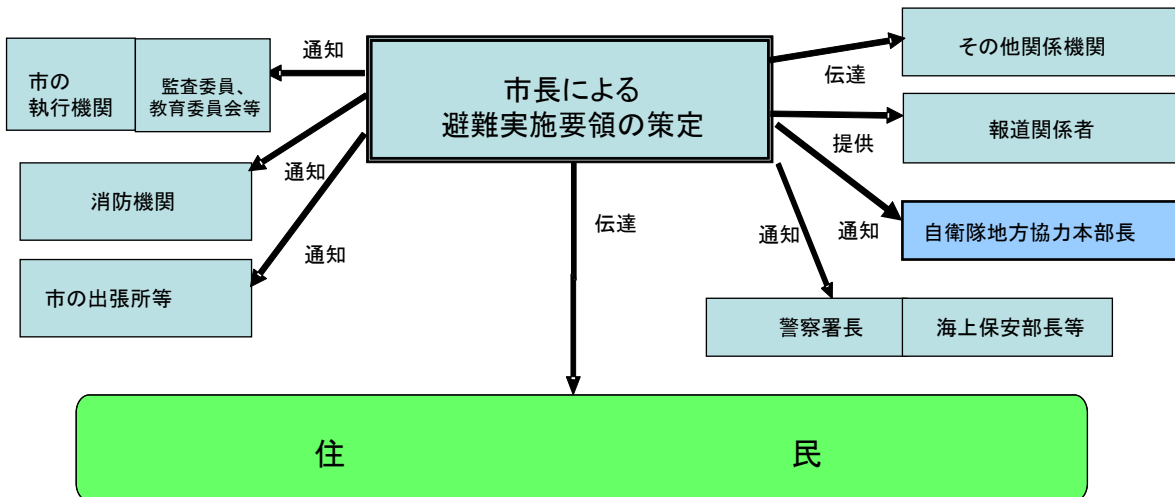 市長による
避難実施要領の策定
通知
市の
執行機関
監査委員、
教育委員会等
通知
消防機関
通知
市の出張所等
伝達
その他関係機関
提供
報道関係者
通知
自衛隊地方協力本部長
通知
警察署長
海上保安部長等
伝達
住民